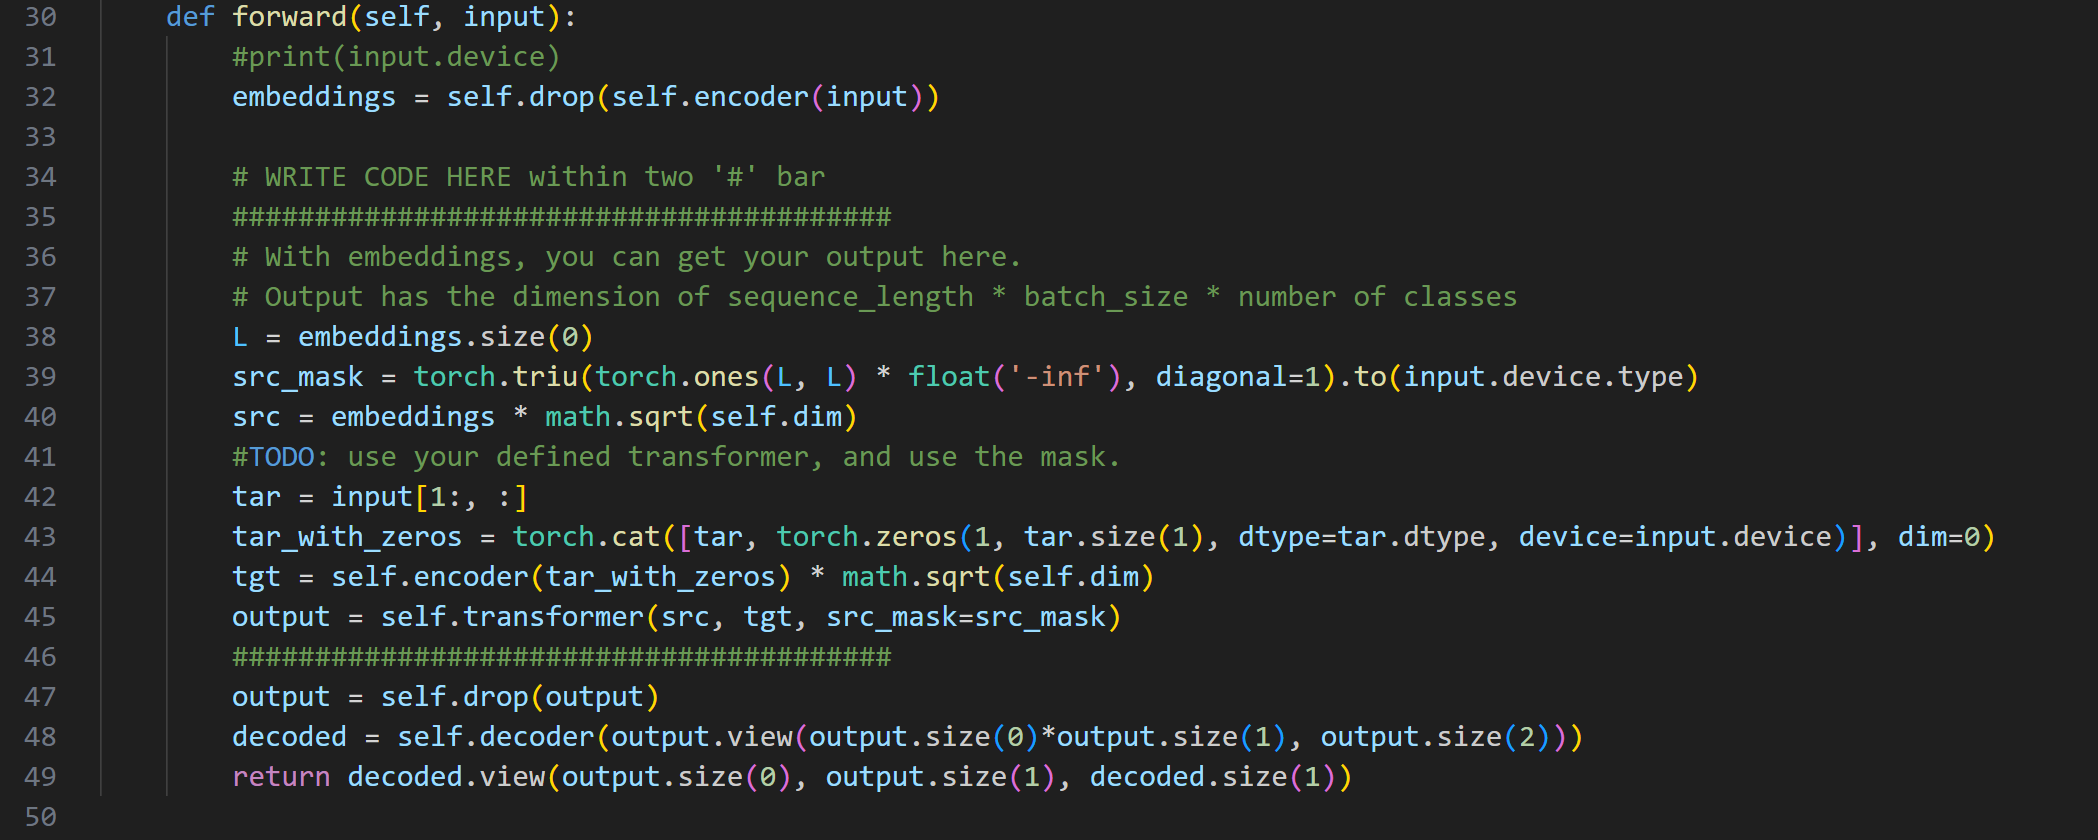 30 def forward(self, input):
31 #print(input.device)
32 embeddings = self.drop(self.encoder(input))
33
34 # WRITE CODE HERE within two '#' bar
35 ########################################
36 # With embeddings, you can get your output here.
37 # Output has the dimension of sequence_length * batch_size * number of classes
38 L = embeddings.size(0)
39 src_mask = torch.triu(torch.ones(L, L) * float('-inf'), diagonal=1).to(input.device.type)
40 src = embeddings * math.sqrt(self.dim)
41 #TODO: use your defined transformer, and use the mask.
42 tar = input[1:, :]
43 tar_with_zeros = torch.cat([tar, torch.zeros(1, tar.size(1), dtype=tar.dtype, device=input.device)], dim=0)
44 tgt = self.encoder(tar_with_zeros) * math.sqrt(self.dim)
45 output = self.transformer(src, tgt, src_mask=src_mask)
46 ########################################
47 output = self.drop(output)
48 decoded = self.decoder(output.view(output.size(0)*output.size(1), output.size(2)))
49 return decoded.view(output.size(0), output.size(1), decoded.size(1))
50